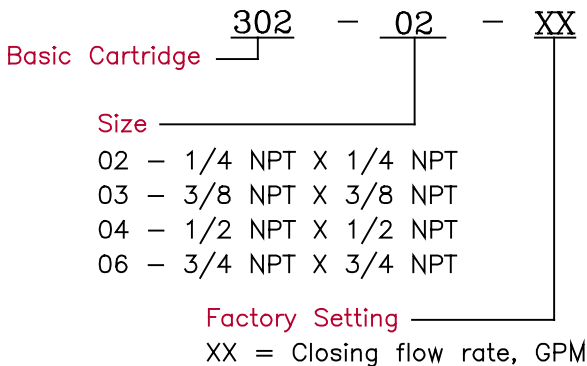 302 - 02 - XX
Basic Cartridge
Size
02 - 1/4 NPT X 1/4 NPT
03 - 3/8 NPT X 3/8 NPT
04 - 1/2 NPT X 1/2 NPT
06 - 3/4 NPT X 3/4 NPT
Factory Setting
XX = Closing flow rate, GPM